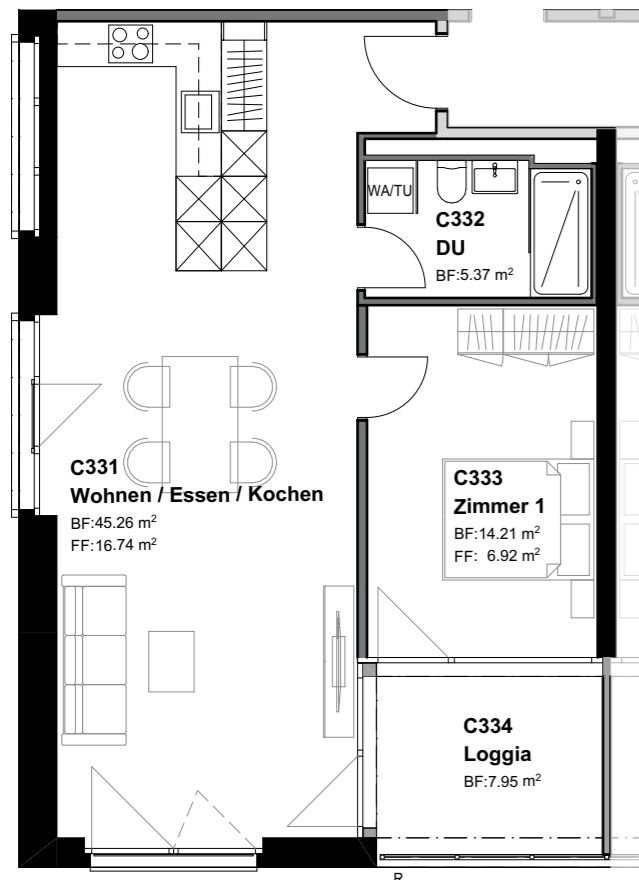 WA/TU
C332
DU
BF:5.37 m²
C331
Wohnen / Essen / Kochen
BF:45.26 m²
FF:16.74 m²
C333
Zimmer 1
BF:14.21 m²
FF: 6.92 m²
C334
Loggia
BF:7.95 m²
R